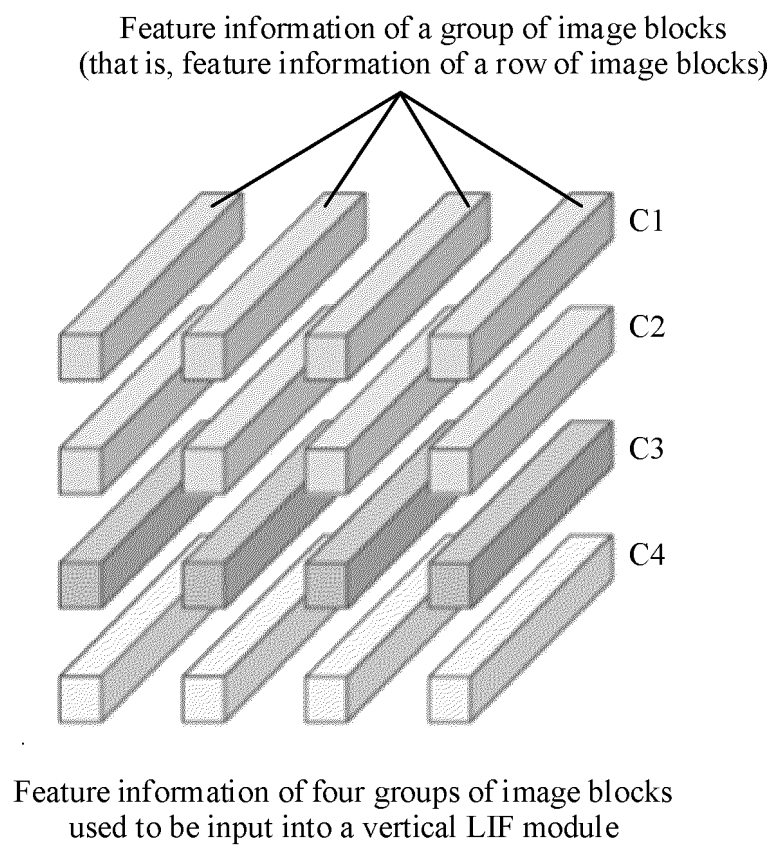 Feature information of a group of image blocks
(that is, feature information of a row of image blocks)
C1
C2
C3
C4
Feature information of four groups of image blocks
used to be input into a vertical LIF module